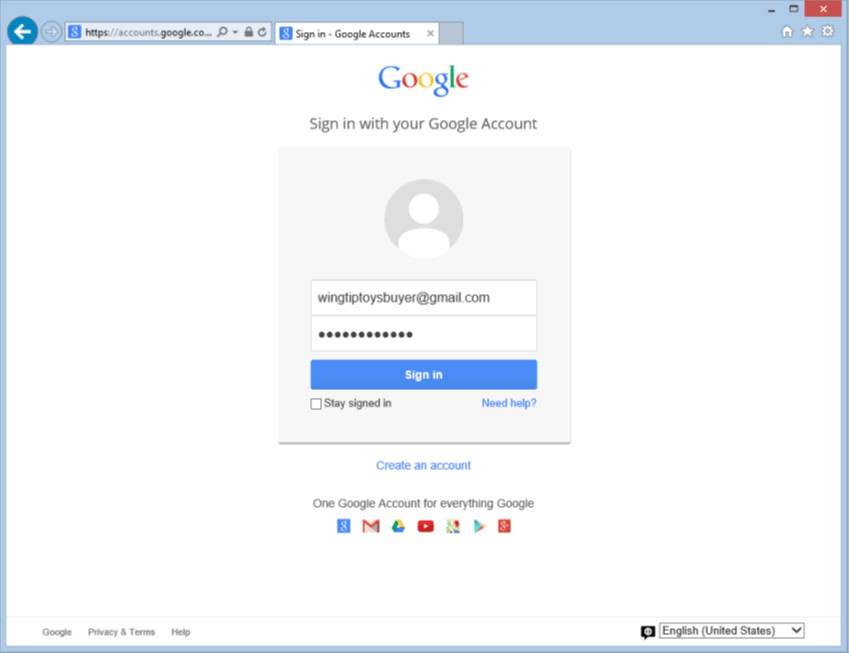 https://accounts.google.co...
Sign in - Google Accounts
Google
Sign in with your Google Account
wingtiptoysbuyer@gmail.com
●●●●●●●●●●●●
Sign in
Stay signed in Need help?
Create an account
One Google Account for everything Google
Google Privacy & Terms Help English (United States)